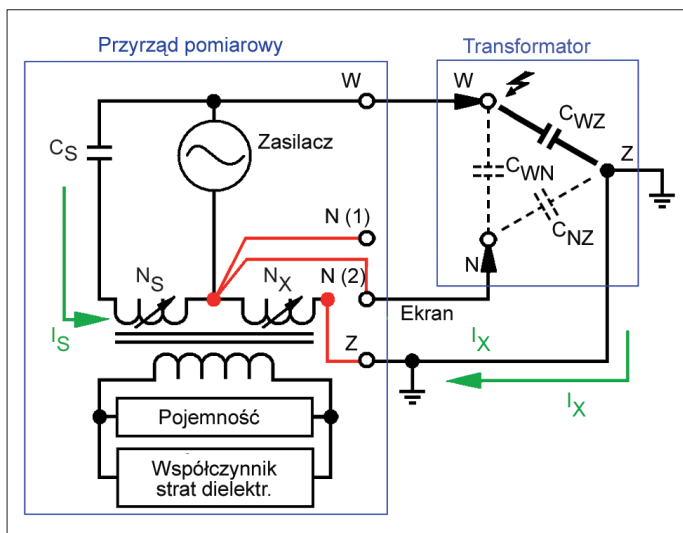 Przyrząd pomiarowy
Transformator
W
W
Zasilacz
C_S
C_WZ
Z
C_WN
N (1)
C_NZ
N_S
N_X
N (2)
N
Ekran
I_S
Z
I_X
I_X
Pojemność
Współczynnik
strat dielektr.